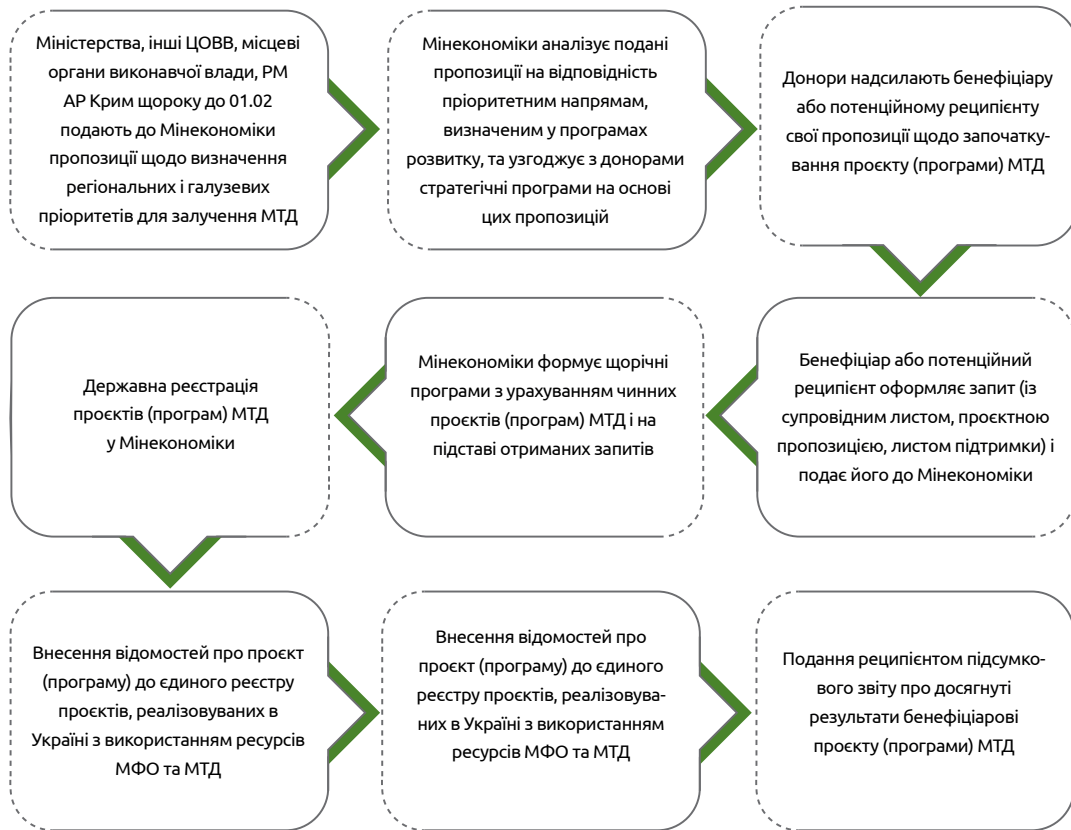 Міністерства, інші ЦОВВ, місцеві
органи виконавчої влади, РМ
АР Крим щороку до 01.02
подають до Мінекономіки
пропозиції щодо визначення
регіональних і галузевих
пріоритетів для залучення МТД
Мінекономіки аналізує подані
пропозиції на відповідність
пріоритетним напрямам,
визначеним у програмах
розвитку, та узгоджує з донорами
стратегічні програми на основі
цих пропозицій
Донори надсилають бенефіціару
або потенційному реципієнту
свої пропозиції щодо започатку-
вання проєкту (програми) МТД
Бенефіціар або потенційний
реципієнт оформляє запит (із
супровідним листом, проєктною
пропозицією, листом підтримки) і
подає його до Мінекономіки
Мінекономіки формує щорічні
програми з урахуванням чинних
проєктів (програм) МТД і на
підставі отриманих запитів
Державна реєстрація
проєктів (програм) МТД
у Мінекономіки
Внесення відомостей про проєкт
(програму) до єдиного реєстру
проєктів, реалізовуваних в
Україні з використанням ресурсів
МФО та МТД
Внесення відомостей про
проєкт (програму) до єдиного
реєстру проєктів, реалізовува-
них в Україні з використанням
ресурсів МФО та МТД
Подання реципієнтом підсумко-
вого звіту про досягнуті
результати бенефіціарові
проєкту (програми) МТД